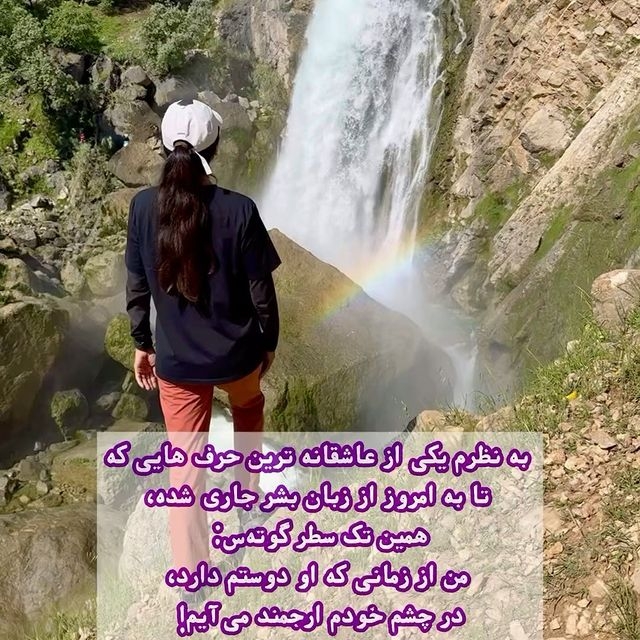 به نظرم یکی از عاشقانه ترین حرف هایی که
تا به امروز از زبان بشر جاری شده،
همین تک سطر گوته‌س:
من از زمانی که او دوستم دارد،
در چشم خودم ارجمند می‌آیم!